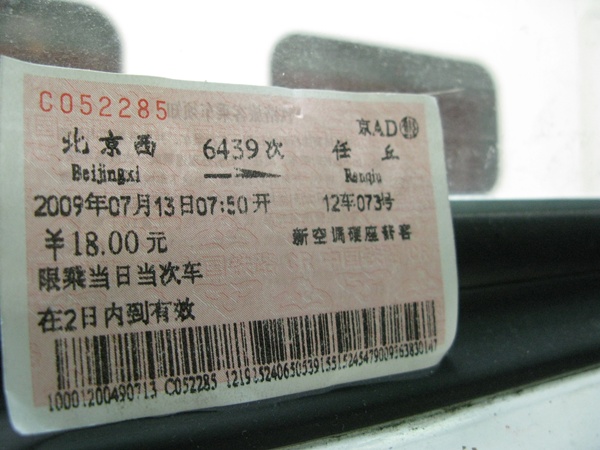 C052285
京AD售
北京西 6439次 任丘
Beijingxi Renqiu
2009年07月13日07:50开 12车073号
￥18.00元 新空调硬座普客
限乘当日当次车
在2日内到有效
10001200490713 C052285